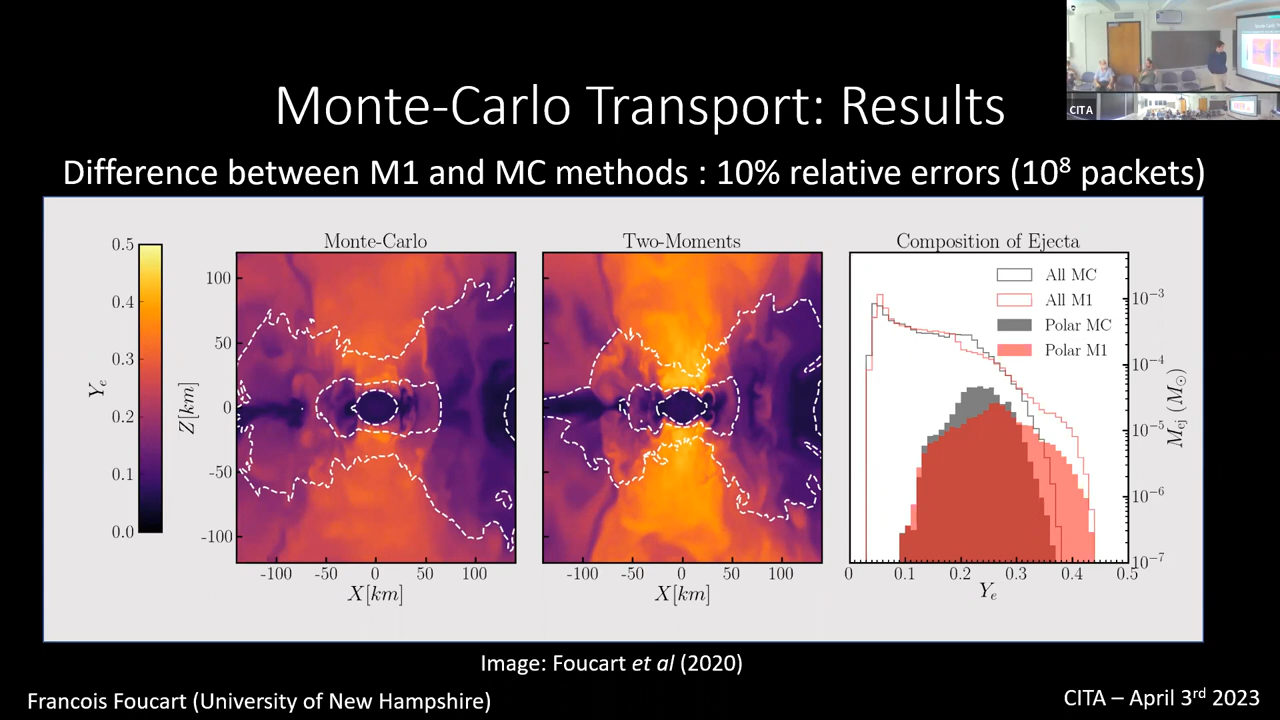 CITA
Monte-Carlo Transport: Results
Difference between M1 and MC methods : 10% relative errors (10⁸ packets)
Monte-Carlo
Two-Moments
Composition of Ejecta
0.5
0.4
0.3
0.2
0.1
0.0
Yₑ
100
50
0
-50
-100
Z[km]
-100 -50 0 50 100
X[km]
-100 -50 0 50 100
X[km]
All MC
All M1
Polar MC
Polar M1
10⁻³
10⁻⁴
10⁻⁵
10⁻⁶
10⁻⁷
M_ej (M_⊙)
0 0.1 0.2 0.3 0.4 0.5
Yₑ
Image: Foucart et al (2020)
Francois Foucart (University of New Hampshire)
CITA – April 3rd 2023